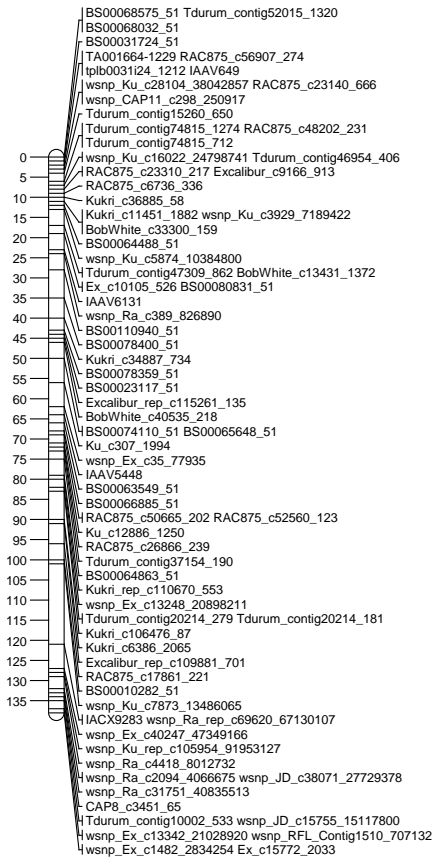 BS00068575_51 Tdurum_contig52015_1320
BS00068032_51
BS00031724_51
TA001664-1229 RAC875_c56907_274
tplb0031i24_1212 IAAV649
wsnp_Ku_c28104_38042857 RAC875_c23140_666
wsnp_CAP11_c298_250917
Tdurum_contig15260_650
Tdurum_contig74815_1274 RAC875_c48202_231
Tdurum_contig74815_712
wsnp_Ku_c16022_24798741 Tdurum_contig46954_406
RAC875_c23310_217 Excalibur_c9166_913
RAC875_c6736_336
Kukri_c36885_58
Kukri_c11451_1882 wsnp_Ku_c3929_7189422
BobWhite_c33300_159
BS00064488_51
wsnp_Ku_c5874_10384800
Tdurum_contig47309_862 BobWhite_c13431_1372
Ex_c10105_526 BS00080831_51
IAAV6131
wsnp_Ra_c389_826890
BS00110940_51
BS00078400_51
Kukri_c34887_734
BS00078359_51
BS00023117_51
Excalibur_rep_c115261_135
BobWhite_c40535_218
BS00074110_51 BS00065648_51
Ku_c307_1994
wsnp_Ex_c35_77935
IAAV5448
BS00063549_51
BS00066885_51
RAC875_c50665_202 RAC875_c52560_123
Ku_c12886_1250
RAC875_c26866_239
Tdurum_contig37154_190
BS00064863_51
Kukri_rep_c110670_553
wsnp_Ex_c13248_20898211
Tdurum_contig20214_279 Tdurum_contig20214_181
Kukri_c106476_87
Kukri_c6386_2065
Excalibur_rep_c109881_701
RAC875_c17861_221
BS00010282_51
wsnp_Ku_c7873_13486065
IACX9283 wsnp_Ra_rep_c69620_67130107
wsnp_Ex_c40247_47349166
wsnp_Ku_rep_c105954_91953127
wsnp_Ra_c4418_8012732
wsnp_Ra_c2094_4066675 wsnp_JD_c38071_27729378
wsnp_Ra_c31751_40835513
CAP8_c3451_65
Tdurum_contig10002_533 wsnp_JD_c15755_15117800
wsnp_Ex_c13342_21028920 wsnp_RFL_Contig1510_707132
wsnp_Ex_c1482_2834254 Ex_c15772_2033
0
5
10
15
20
25
30
35
40
45
50
55
60
65
70
75
80
85
90
95
100
105
110
115
120
125
130
135